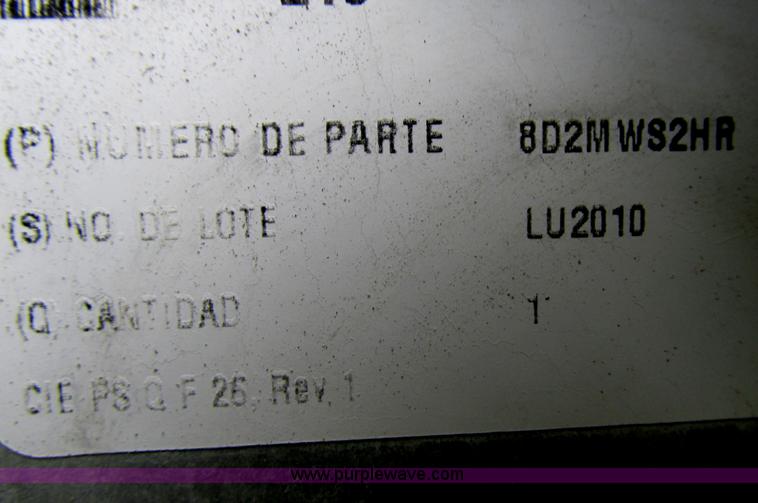 (P) NUMERO DE PARTE 8D2MWS2HR
(S) NO. DE LOTE LU2010
(Q) CANTIDAD 1
CIE PS Q F 26, Rev. 1
www.purplewave.com